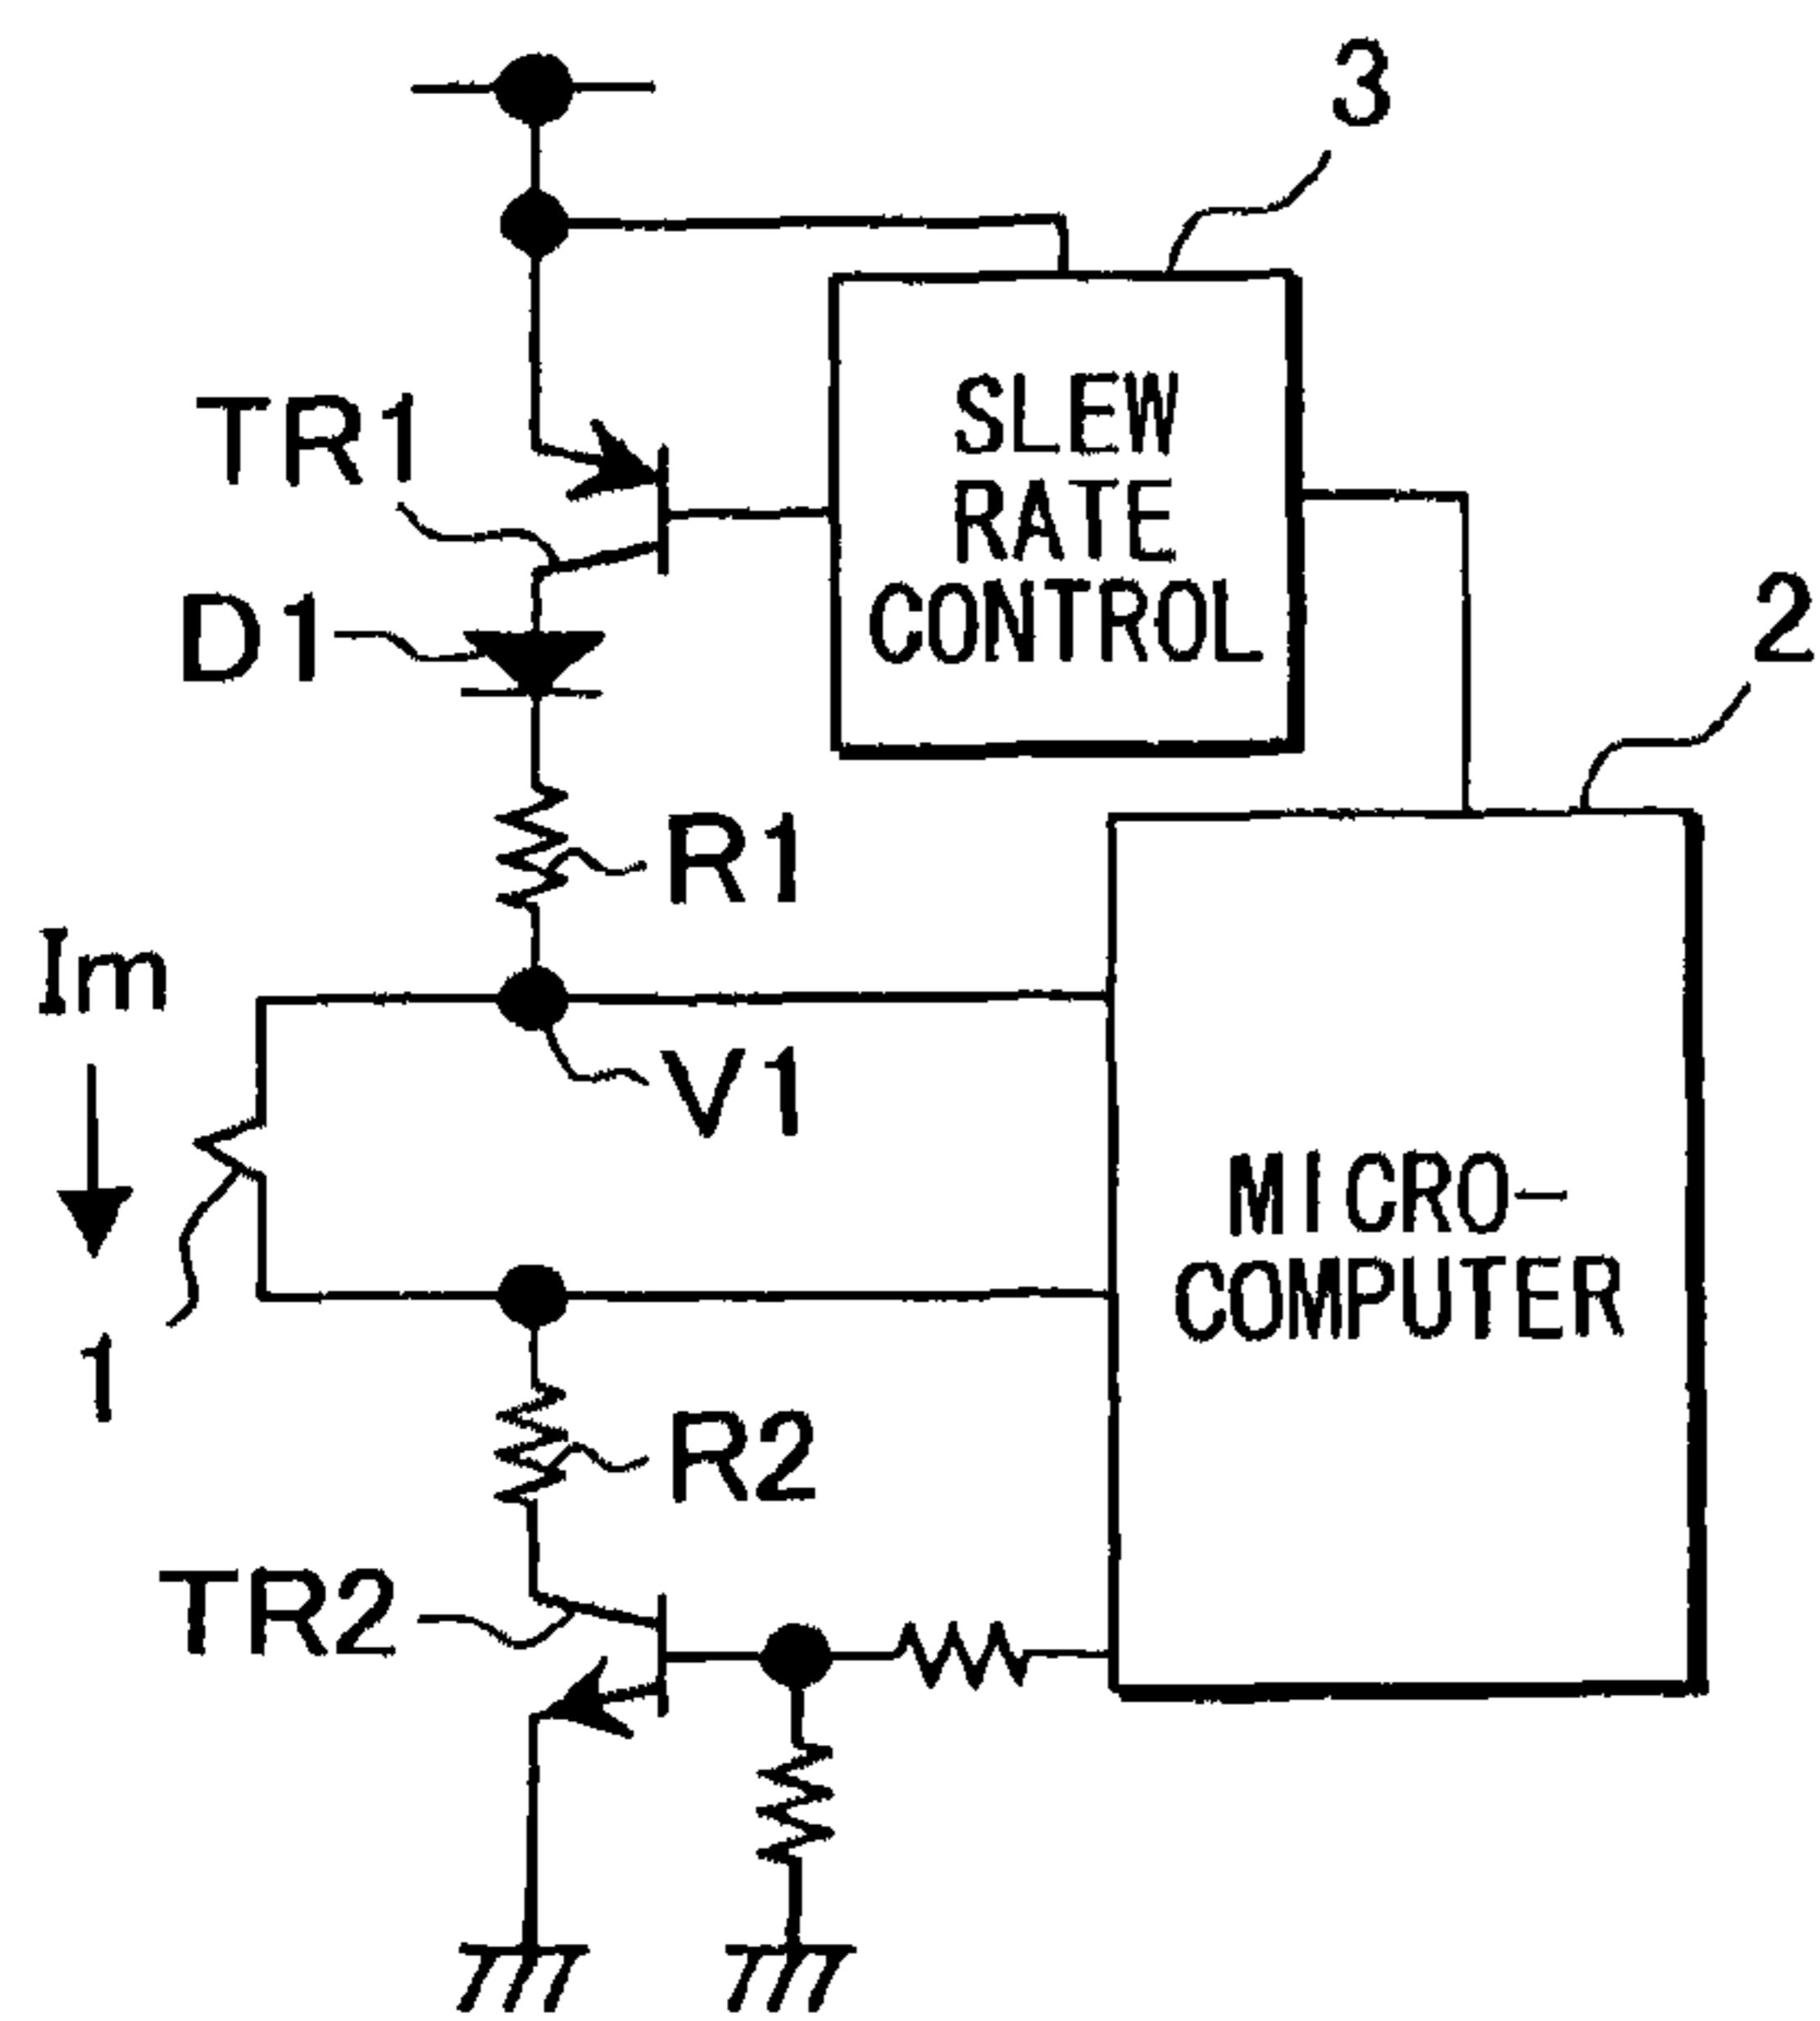 3
SLEW
RATE
CONTROL
TR1
D1
2
R1
Im
V1
MICRO-
COMPUTER
1
R2
TR2